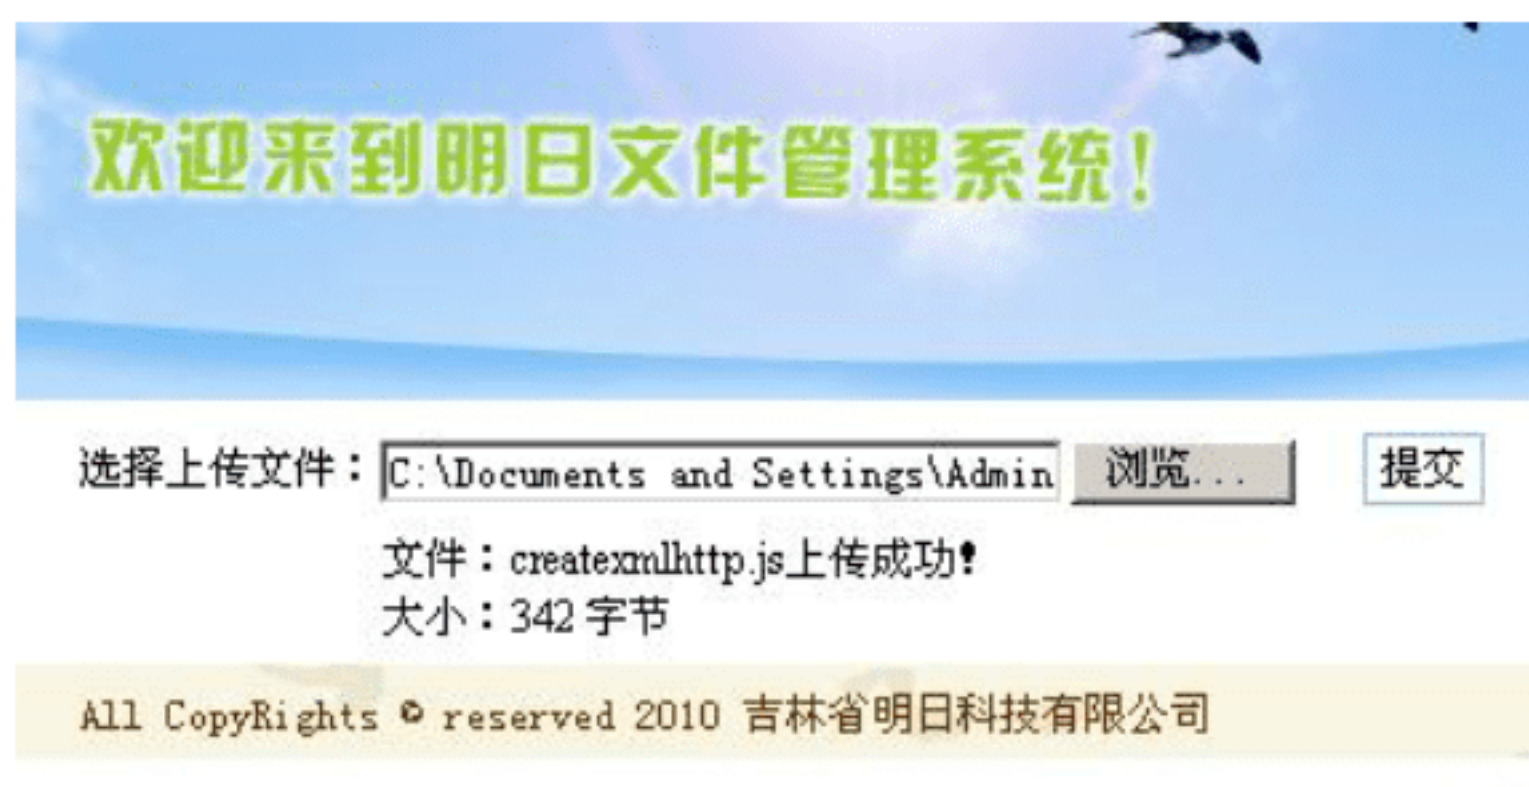 欢迎来到明日文件管理系统!
选择上传文件： C:\Documents and Settings\Admin 浏览... 提交
文件：createxmlhttp.js上传成功!
大小：342 字节
All CopyRights © reserved 2010 吉林省明日科技有限公司